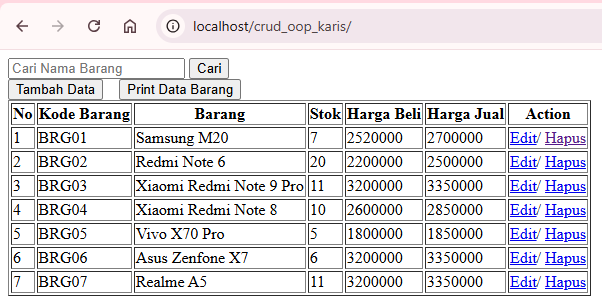 localhost/crud_oop_karis/
Cari Nama Barang Cari
Tambah Data Print Data Barang
No Kode Barang Barang Stok Harga Beli Harga Jual Action
1 BRG01 Samsung M20 7 2520000 2700000 Edit/ Hapus
2 BRG02 Redmi Note 6 20 2200000 2500000 Edit/ Hapus
3 BRG03 Xiaomi Redmi Note 9 Pro 11 3200000 3350000 Edit/ Hapus
4 BRG04 Xiaomi Redmi Note 8 10 2600000 2850000 Edit/ Hapus
5 BRG05 Vivo X70 Pro 5 1800000 1850000 Edit/ Hapus
6 BRG06 Asus Zenfone X7 6 3200000 3350000 Edit/ Hapus
7 BRG07 Realme A5 11 3200000 3350000 Edit/ Hapus